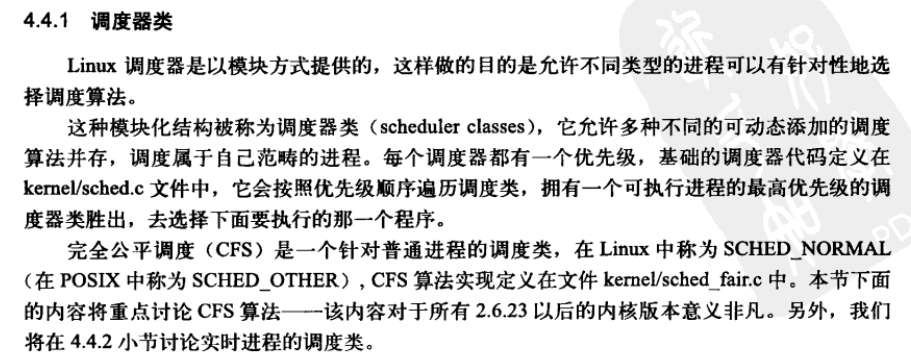 4.4.1 调度器类
Linux 调度器是以模块方式提供的，这样做的目的是允许不同类型的进程可以有针对性地选
择调度算法。
这种模块化结构被称为调度器类（scheduler classes），它允许多种不同的可动态添加的调度
算法并存，调度属于自己范畴的进程。每个调度器都有一个优先级，基础的调度器代码定义在
kernel/sched.c 文件中，它会按照优先级顺序遍历调度类，拥有一个可执行进程的最高优先级的调
度器类胜出，去选择下面要执行的那一个程序。
完全公平调度（CFS）是一个针对普通进程的调度类，在 Linux 中称为 SCHED_NORMAL
（在 POSIX 中称为 SCHED_OTHER）, CFS 算法实现定义在文件 kernel/sched_fair.c 中。本节下面
的内容将重点讨论 CFS 算法——该内容对于所有 2.6.23 以后的内核版本意义非凡。另外，我们
将在 4.4.2 小节讨论实时进程的调度类。
PD